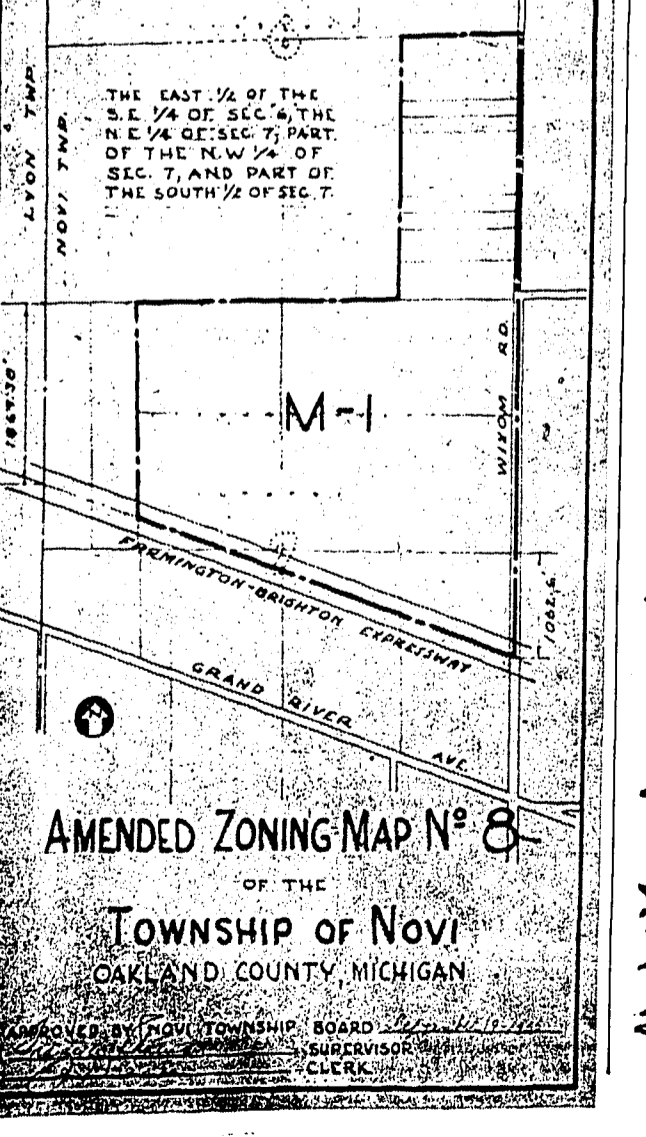 LYON TWP.
NOVI TWP.
THE EAST 1/2 OF THE
S.E. 1/4 OF SEC. 6, THE
N.E. 1/4 OF SEC. 7, PART
OF THE N.W 1/4 OF
SEC. 7, AND PART OF
THE SOUTH 1/2 OF SEC. 7.
WIXOM RD.
M-1
FARMINGTON-BRIGHTON EXPRESSWAY
1062.6'
GRAND RIVER AVE.
N
AMENDED ZONING MAP Nº 8
OF THE
TOWNSHIP OF NOVI
OAKLAND COUNTY, MICHIGAN
APPROVED BY NOVI TOWNSHIP BOARD
SUPERVISOR
CLERK